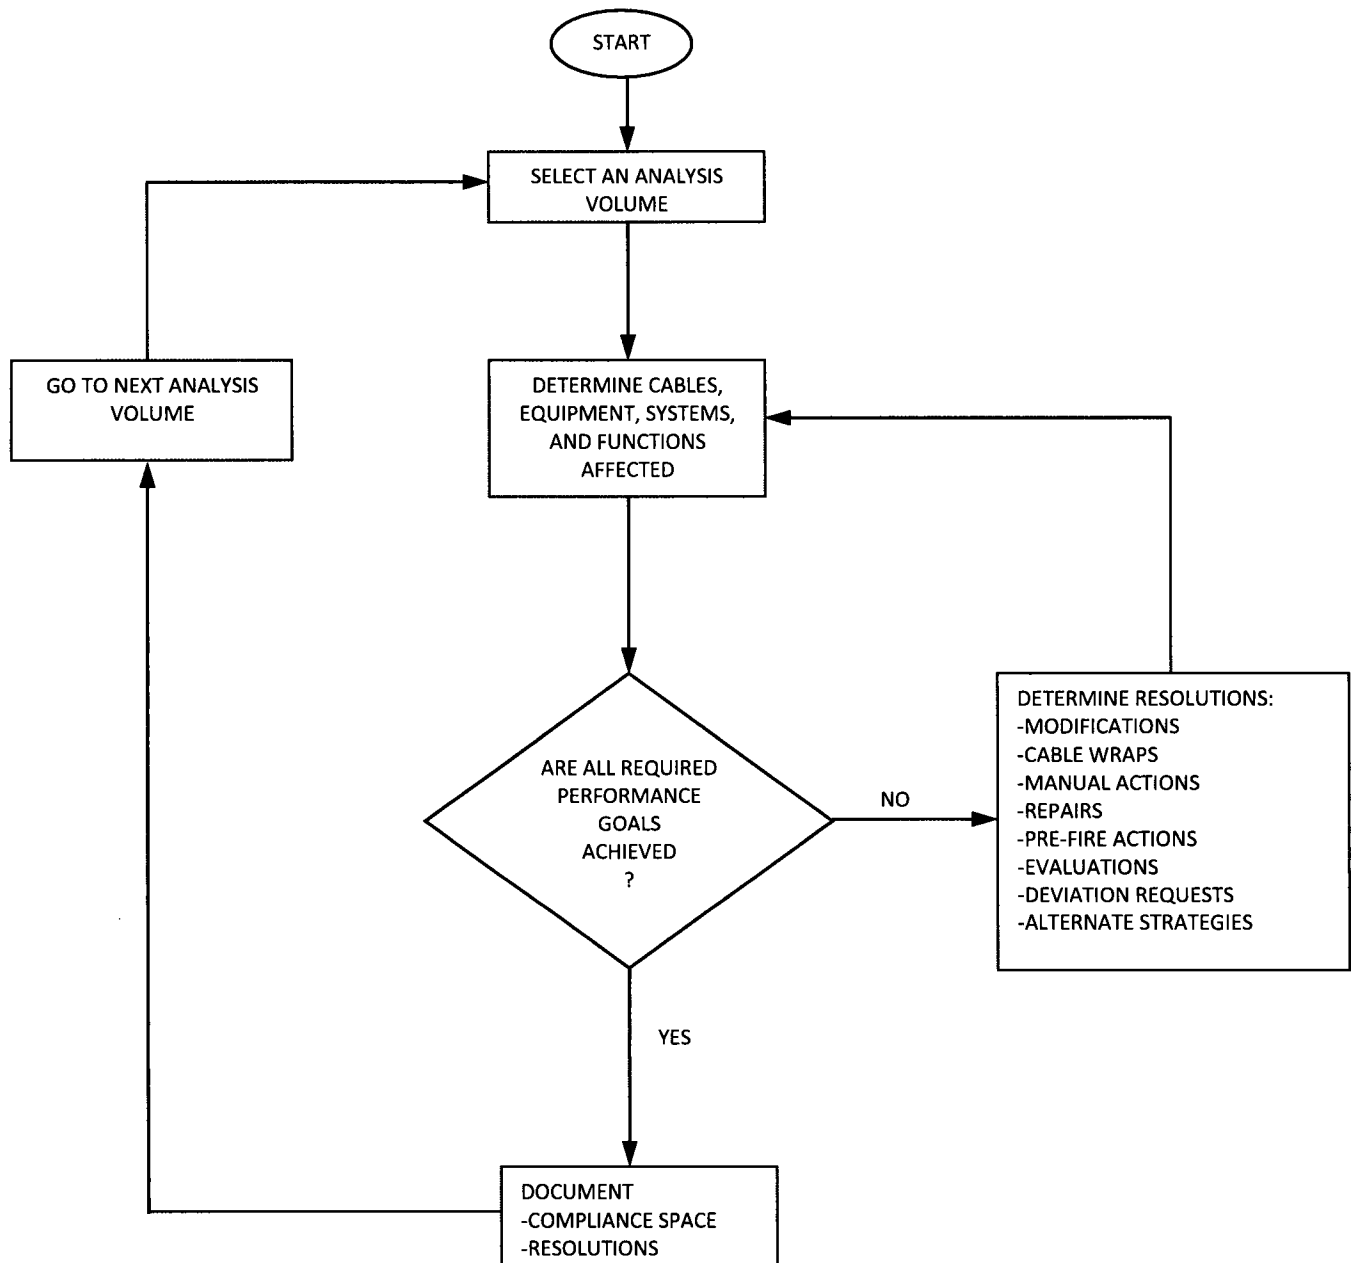 START
SELECT AN ANALYSIS
VOLUME
GO TO NEXT ANALYSIS
VOLUME
DETERMINE CABLES,
EQUIPMENT, SYSTEMS,
AND FUNCTIONS
AFFECTED
ARE ALL REQUIRED
PERFORMANCE
GOALS
ACHIEVED
?
NO
DETERMINE RESOLUTIONS:
-MODIFICATIONS
-CABLE WRAPS
-MANUAL ACTIONS
-REPAIRS
-PRE-FIRE ACTIONS
-EVALUATIONS
-DEVIATION REQUESTS
-ALTERNATE STRATEGIES
YES
DOCUMENT
-COMPLIANCE SPACE
-RESOLUTIONS